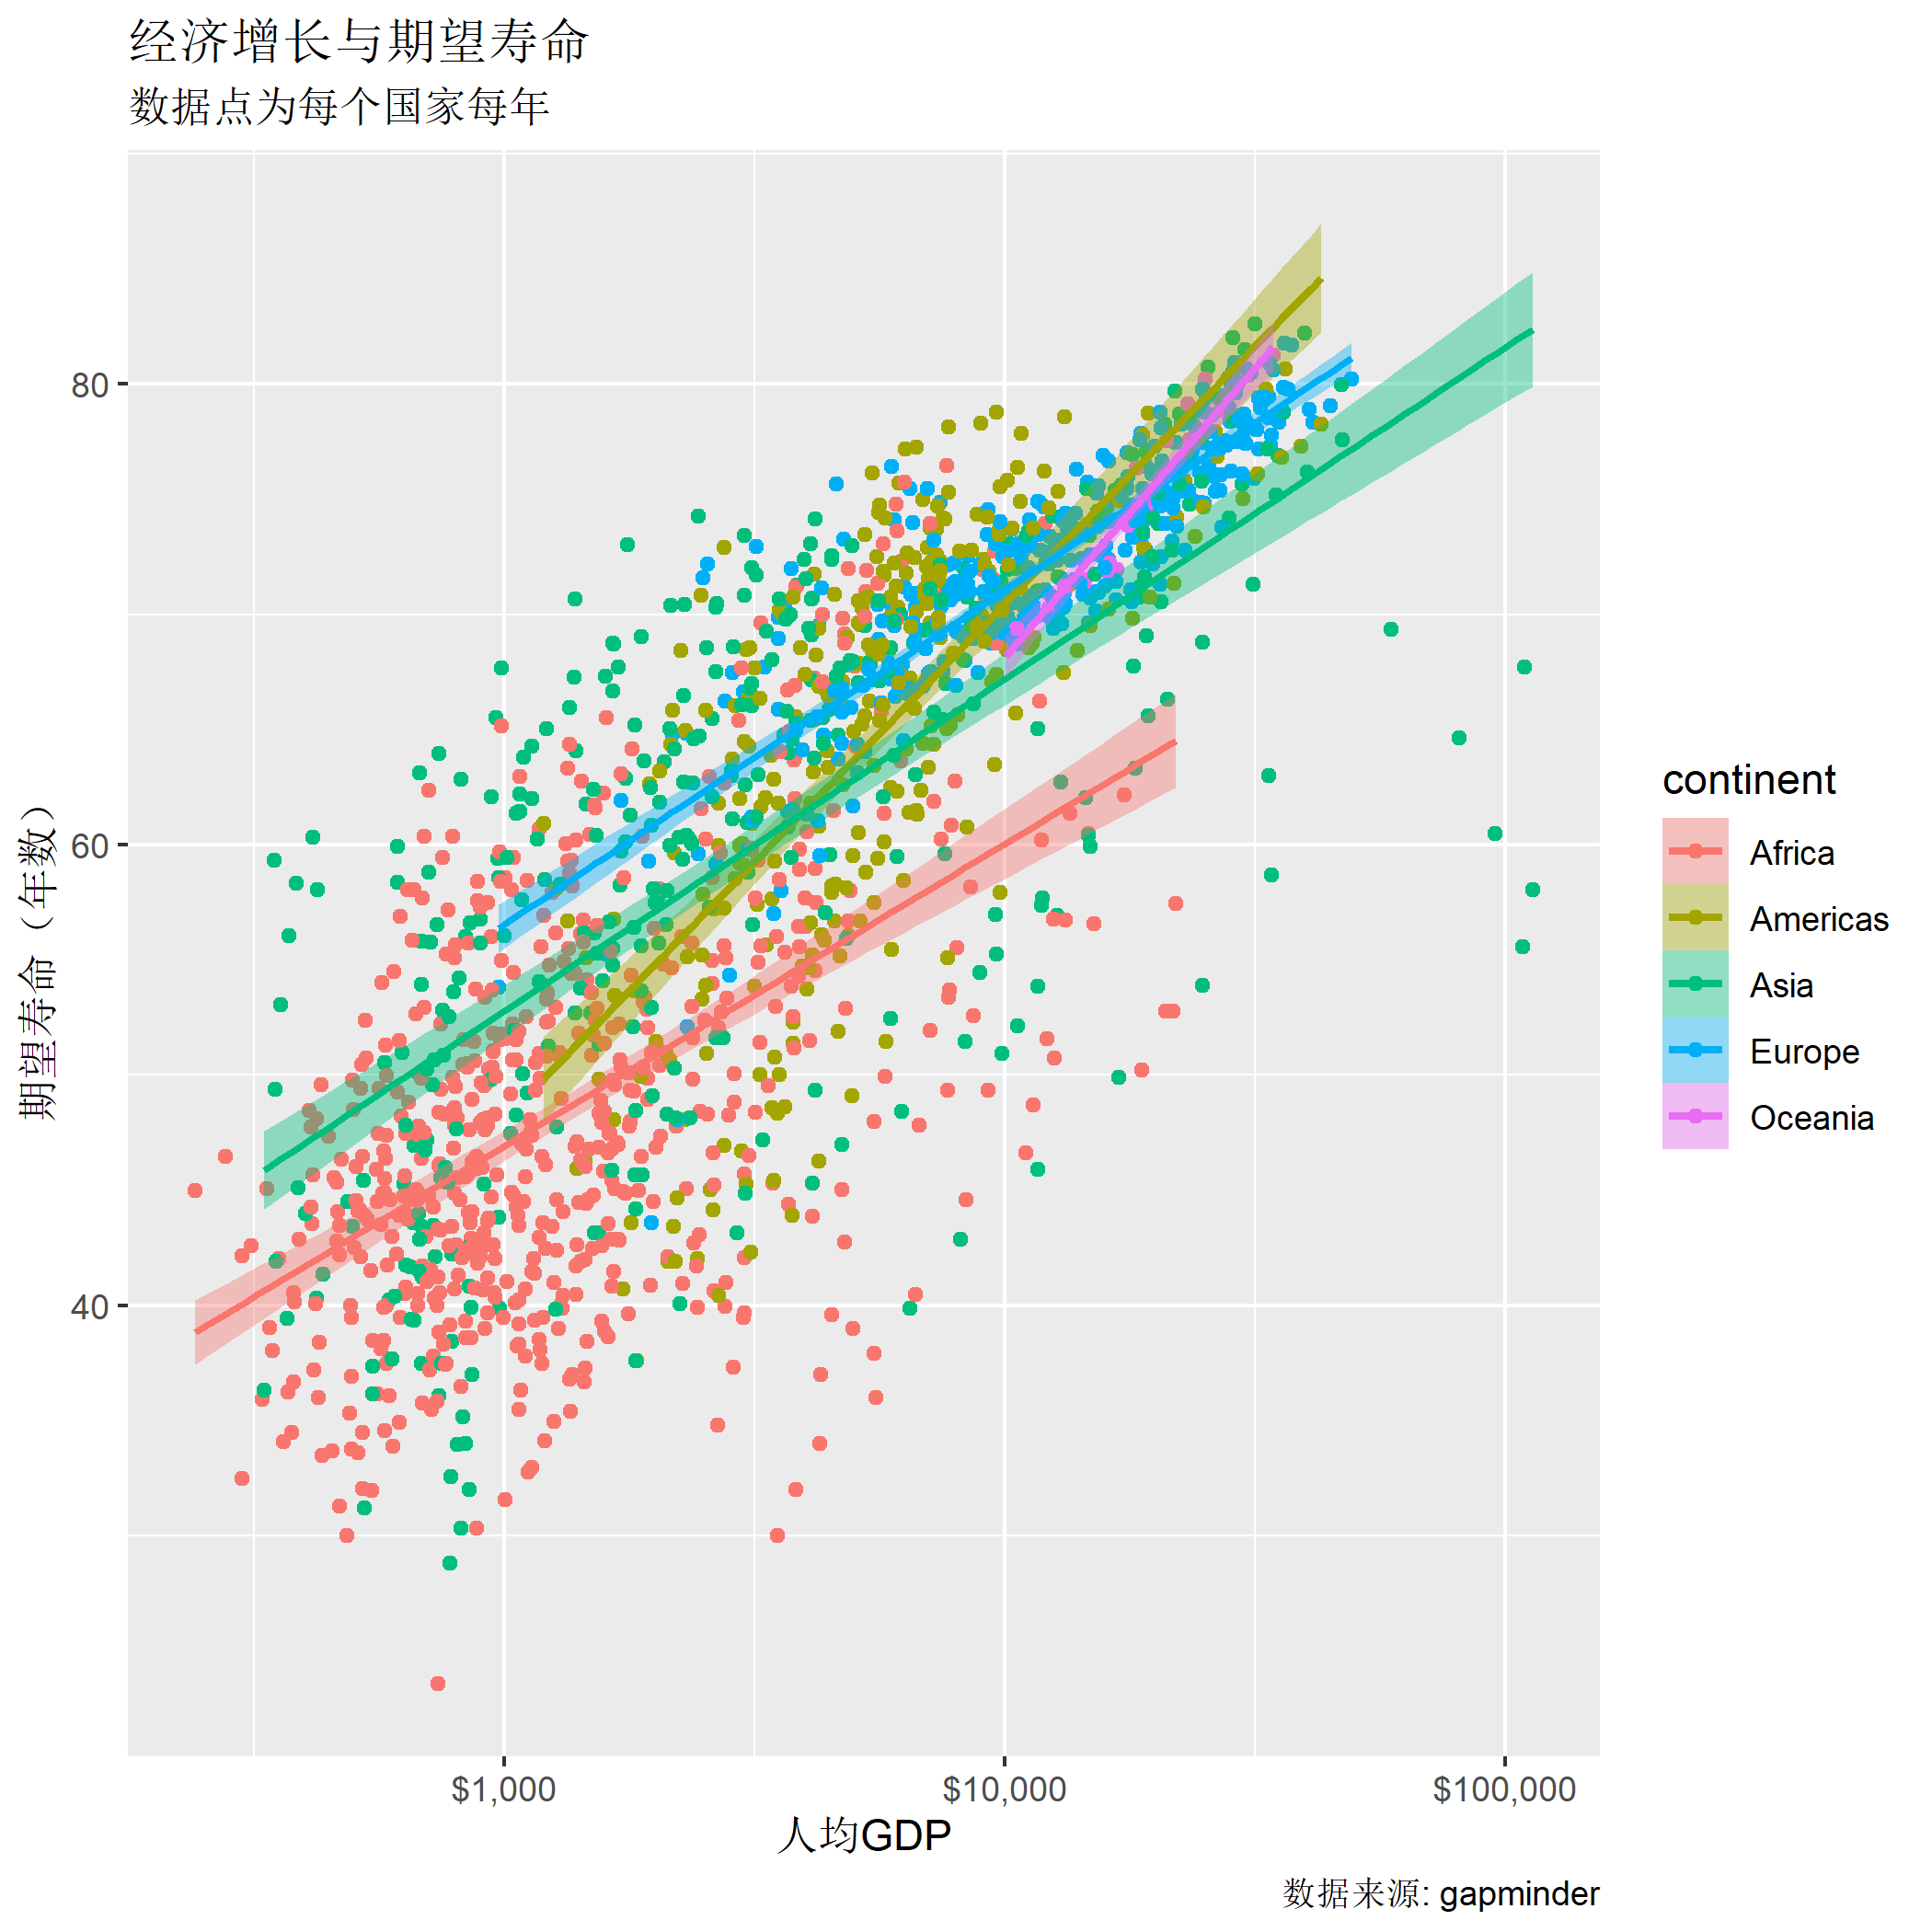 经济增长与期望寿命
数据点为每个国家每年
期望寿命（年数）
80
60
40
$1,000
$10,000
$100,000
人均GDP
continent
Africa
Americas
Asia
Europe
Oceania
数据来源: gapminder